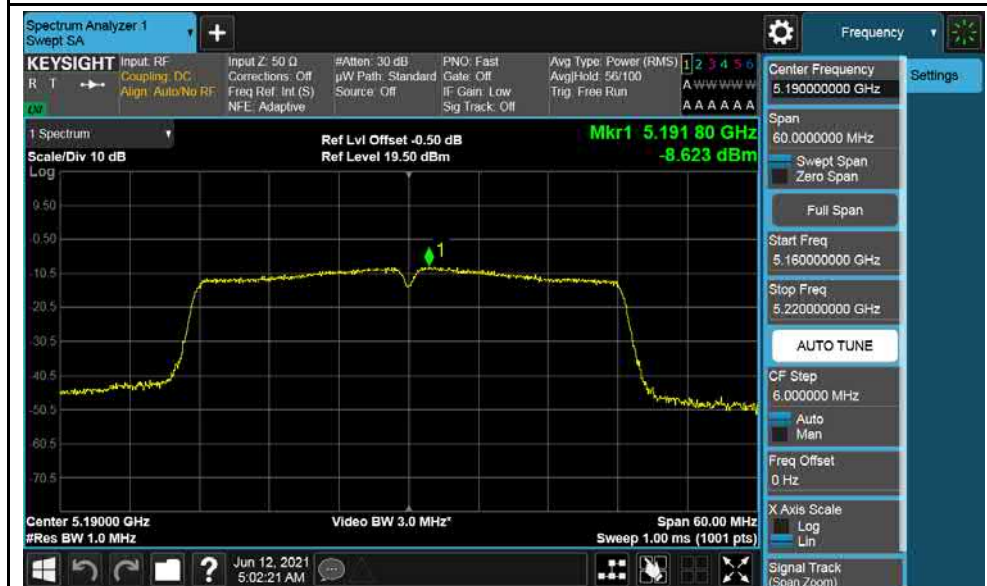 Spectrum Analyzer 1
Swept SA
+
Frequency
KEYSIGHT
R T
Input: RF
Coupling: DC
Align: Auto/No RF
Input Z: 50 Ω
Corrections: Off
Freq Ref: Int (S)
NFE: Adaptive
#Atten: 30 dB
µW Path: Standard
Source: Off
PNO: Fast
Gate: Off
IF Gain: Low
Sig Track: Off
Avg Type: Power (RMS)
Avg|Hold: 56/100
Trig: Free Run
1 2 3 4 5 6
A W W W W W
A A A A A A
1 Spectrum
Scale/Div 10 dB
Log
Ref Lvl Offset -0.50 dB
Ref Level 19.50 dBm
Mkr1 5.191 80 GHz
-8.623 dBm
9.50
-0.50
-10.5
-20.5
-30.5
-40.5
-50.5
-60.5
-70.5
1
Center 5.19000 GHz
#Res BW 1.0 MHz
Video BW 3.0 MHz*
Span 60.00 MHz
Sweep 1.00 ms (1001 pts)
?
Jun 12, 2021
5:02:21 AM
Center Frequency
5.190000000 GHz
Settings
Span
60.0000000 MHz
Swept Span
Zero Span
Full Span
Start Freq
5.160000000 GHz
Stop Freq
5.220000000 GHz
AUTO TUNE
CF Step
6.000000 MHz
Auto
Man
Freq Offset
0 Hz
X Axis Scale
Log
Lin
Signal Track
(Span Zoom)